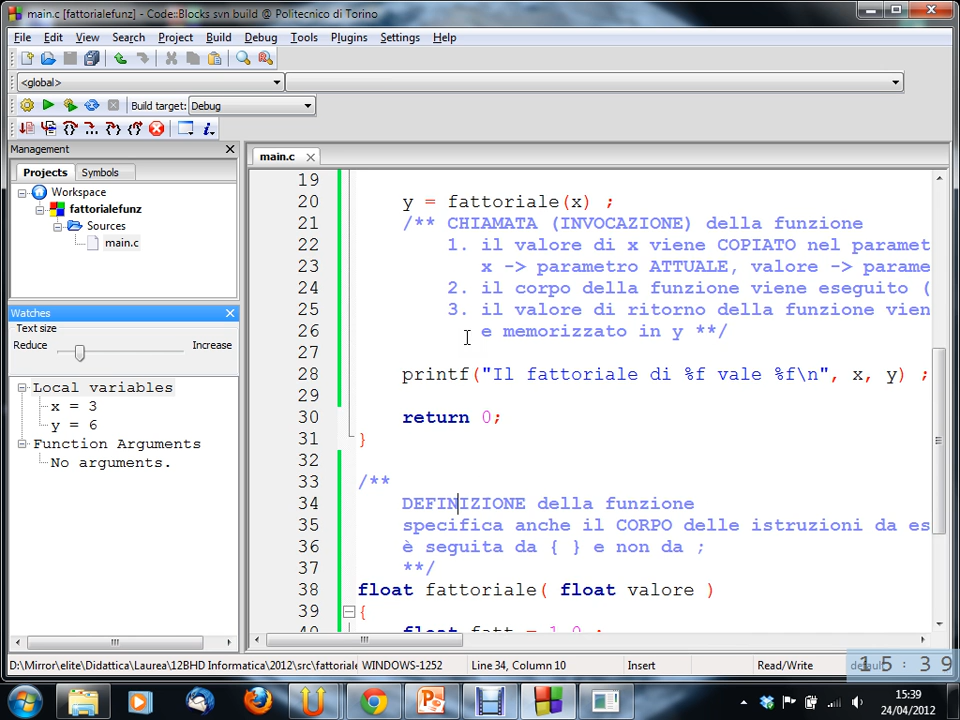 main.c [fattorialefunz] - Code::Blocks svn build @ Politecnico di Torino
File Edit View Search Project Build Debug Tools Plugins Settings Help
<global>
Build target: Debug
Management
Projects Symbols
Workspace
fattorialefunz
Sources
main.c
Watches
Text size
Reduce Increase
Local variables
x = 3
y = 6
Function Arguments
No arguments.
main.c
19
20 y = fattoriale(x) ;
21 /** CHIAMATA (INVOCAZIONE) della funzione
22 1. il valore di x viene COPIATO nel paramet
23 x -> parametro ATTUALE, valore -> parame
24 2. il corpo della funzione viene eseguito (
25 3. il valore di ritorno della funzione vien
26 e memorizzato in y **/
27
28 printf("Il fattoriale di %f vale %f\n", x, y) ;
29
30 return 0;
31 }
32
33 /**
34 DEFINIZIONE della funzione
35 specifica anche il CORPO delle istruzioni da es
36 è seguita da { } e non da ;
37 **/
38 float fattoriale( float valore )
39 {
40 float fatt = 1.0 ;
D:\Mirror\elite\Didattica\Laurea\12BHD Informatica\2012\src\fattoriale WINDOWS-1252 Line 34, Column 10 Insert Read/Write default
15:39
15:39
24/04/2012